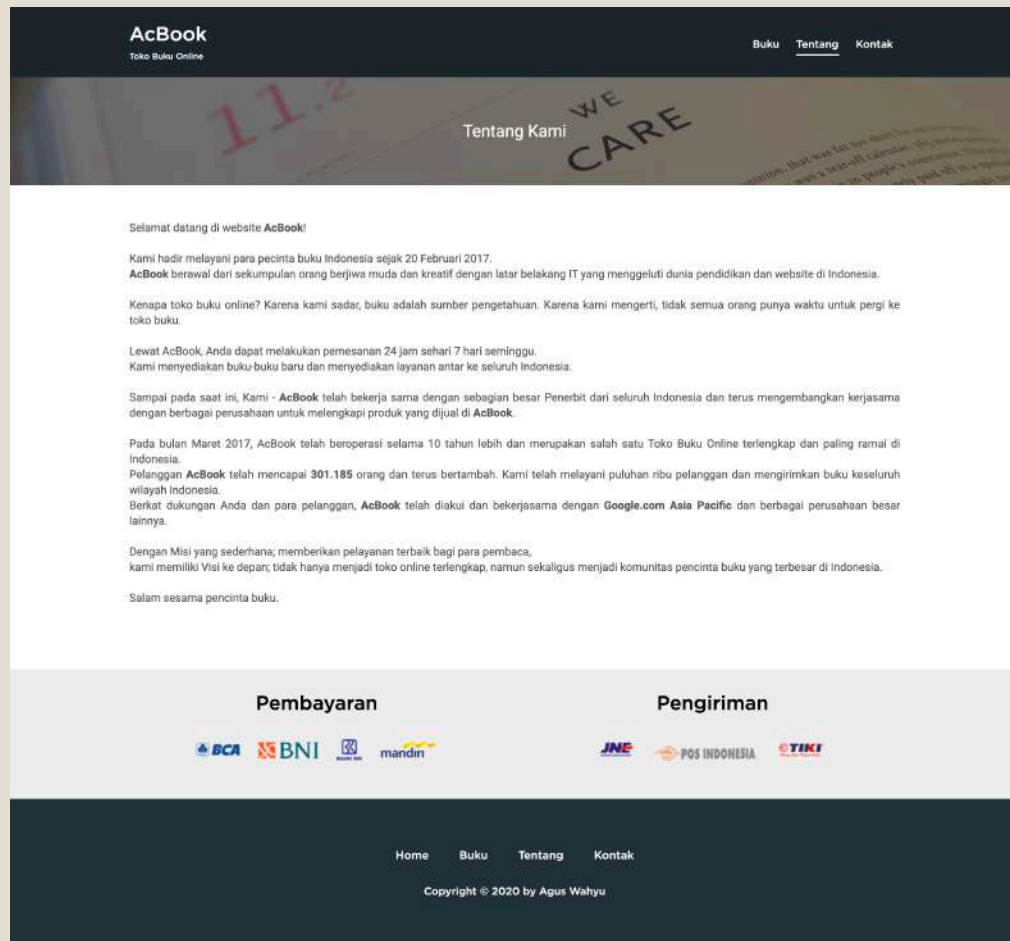 AcBook
Toko Buku Online
Buku Tentang Kontak
11.2
WE
CARE
Tentang Kami
Selamat datang di website AcBook!
Kami hadir melayani para pecinta buku Indonesia sejak 20 Februari 2017.
AcBook berawal dari sekumpulan orang berjiwa muda dan kreatif dengan latar belakang IT yang menggeluti dunia pendidikan dan website di Indonesia.
Kenapa toko buku online? Karena kami sadar, buku adalah sumber pengetahuan. Karena kami mengerti, tidak semua orang punya waktu untuk pergi ke
toko buku.
Lewat AcBook, Anda dapat melakukan pemesanan 24 jam sehari 7 hari seminggu.
Kami menyediakan buku-buku baru dan menyediakan layanan antar ke seluruh Indonesia.
Sampai pada saat ini, Kami - AcBook telah bekerja sama dengan sebagian besar Penerbit dari seluruh Indonesia dan terus mengembangkan kerjasama
dengan berbagai perusahaan untuk melengkapi produk yang dijual di AcBook.
Pada bulan Maret 2017, AcBook telah beroperasi selama 10 tahun lebih dan merupakan salah satu Toko Buku Online terlengkap dan paling ramai di
Indonesia.
Pelanggan AcBook telah mencapai 301.185 orang dan terus bertambah. Kami telah melayani puluhan ribu pelanggan dan mengirimkan buku keseluruh
wilayah Indonesia.
Berkat dukungan Anda dan para pelanggan, AcBook telah diakui dan bekerjasama dengan Google.com Asia Pacific dan berbagai perusahaan besar
lainnya.
Dengan Misi yang sederhana; memberikan pelayanan terbaik bagi para pembaca,
kami memiliki Visi ke depan; tidak hanya menjadi toko online terlengkap, namun sekaligus menjadi komunitas pencinta buku yang terbesar di Indonesia.
Salam sesama pencinta buku.
Pembayaran
BCA BNI mandiri
Pengiriman
JNE POS INDONESIA TIKI
Home Buku Tentang Kontak
Copyright © 2020 by Agus Wahyu